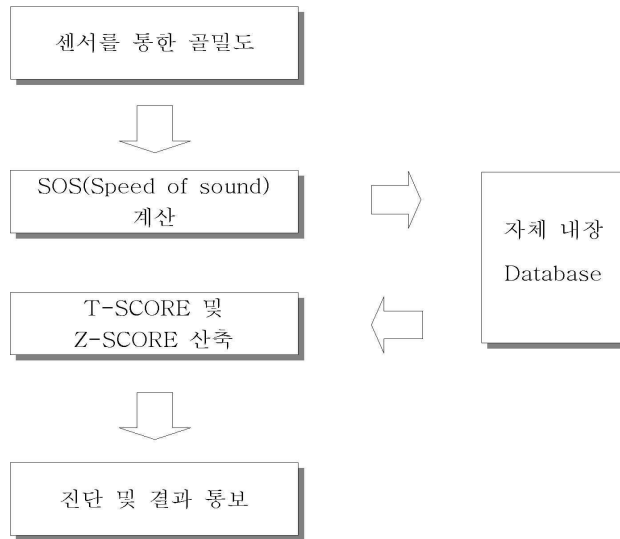 센서를 통한 골밀도
SOS(Speed of sound)
계산
자체 내장
Database
T-SCORE 및
Z-SCORE 산축
진단 및 결과 통보